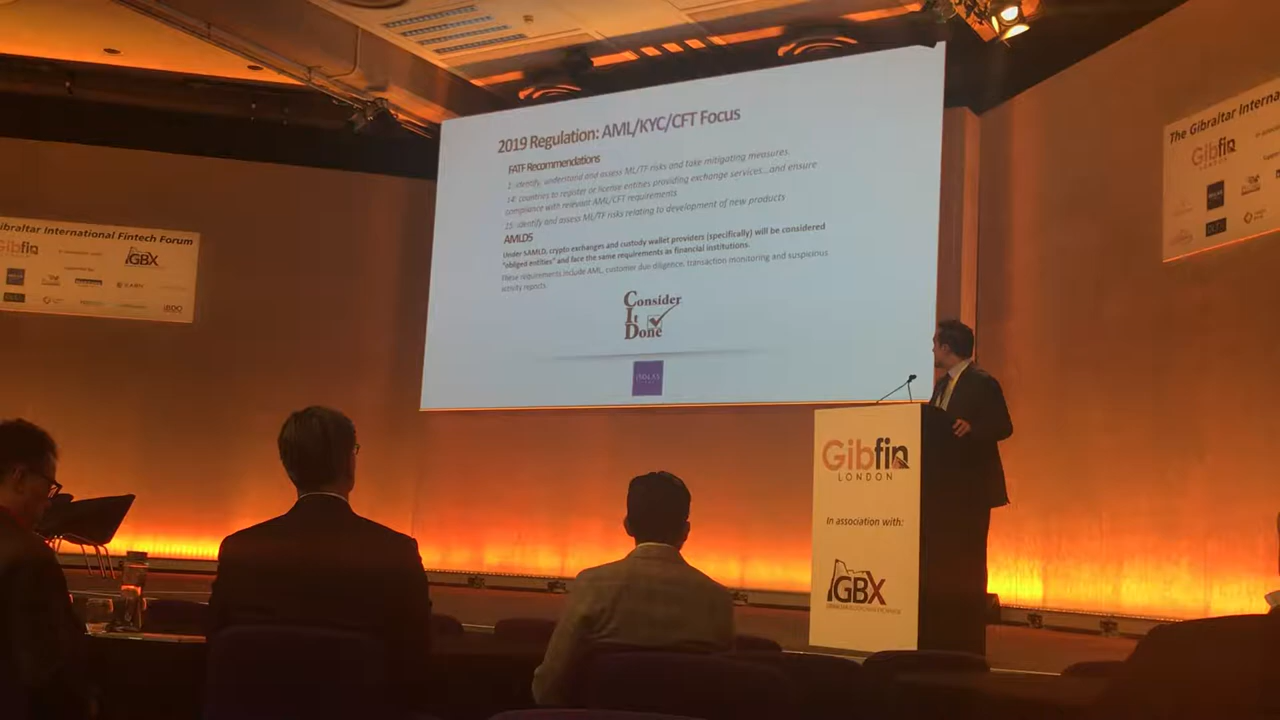 2019 Regulation: AML/KYC/CFT Focus
FATF Recommendations
1: identify, understand and assess ML/TF risks and take mitigating measures.
14: countries to register or license entities providing exchange services...and ensure
compliance with relevant AML/CFT requirements
15: identify and assess ML/TF risks relating to development of new products
AMLD5
Under 5AMLD, crypto exchanges and custody wallet providers (specifically) will be considered
"obliged entities" and face the same requirements as financial institutions.
These requirements include AML, customer due diligence, transaction monitoring and suspicious
activity reports.
Consider
It
Done
ISOLAS
ibraltar International Fintech Forum
Gibfin
GBX
The Gibraltar Interna
Gibfin
LONDON
Gibfin
LONDON
In association with:
GBX